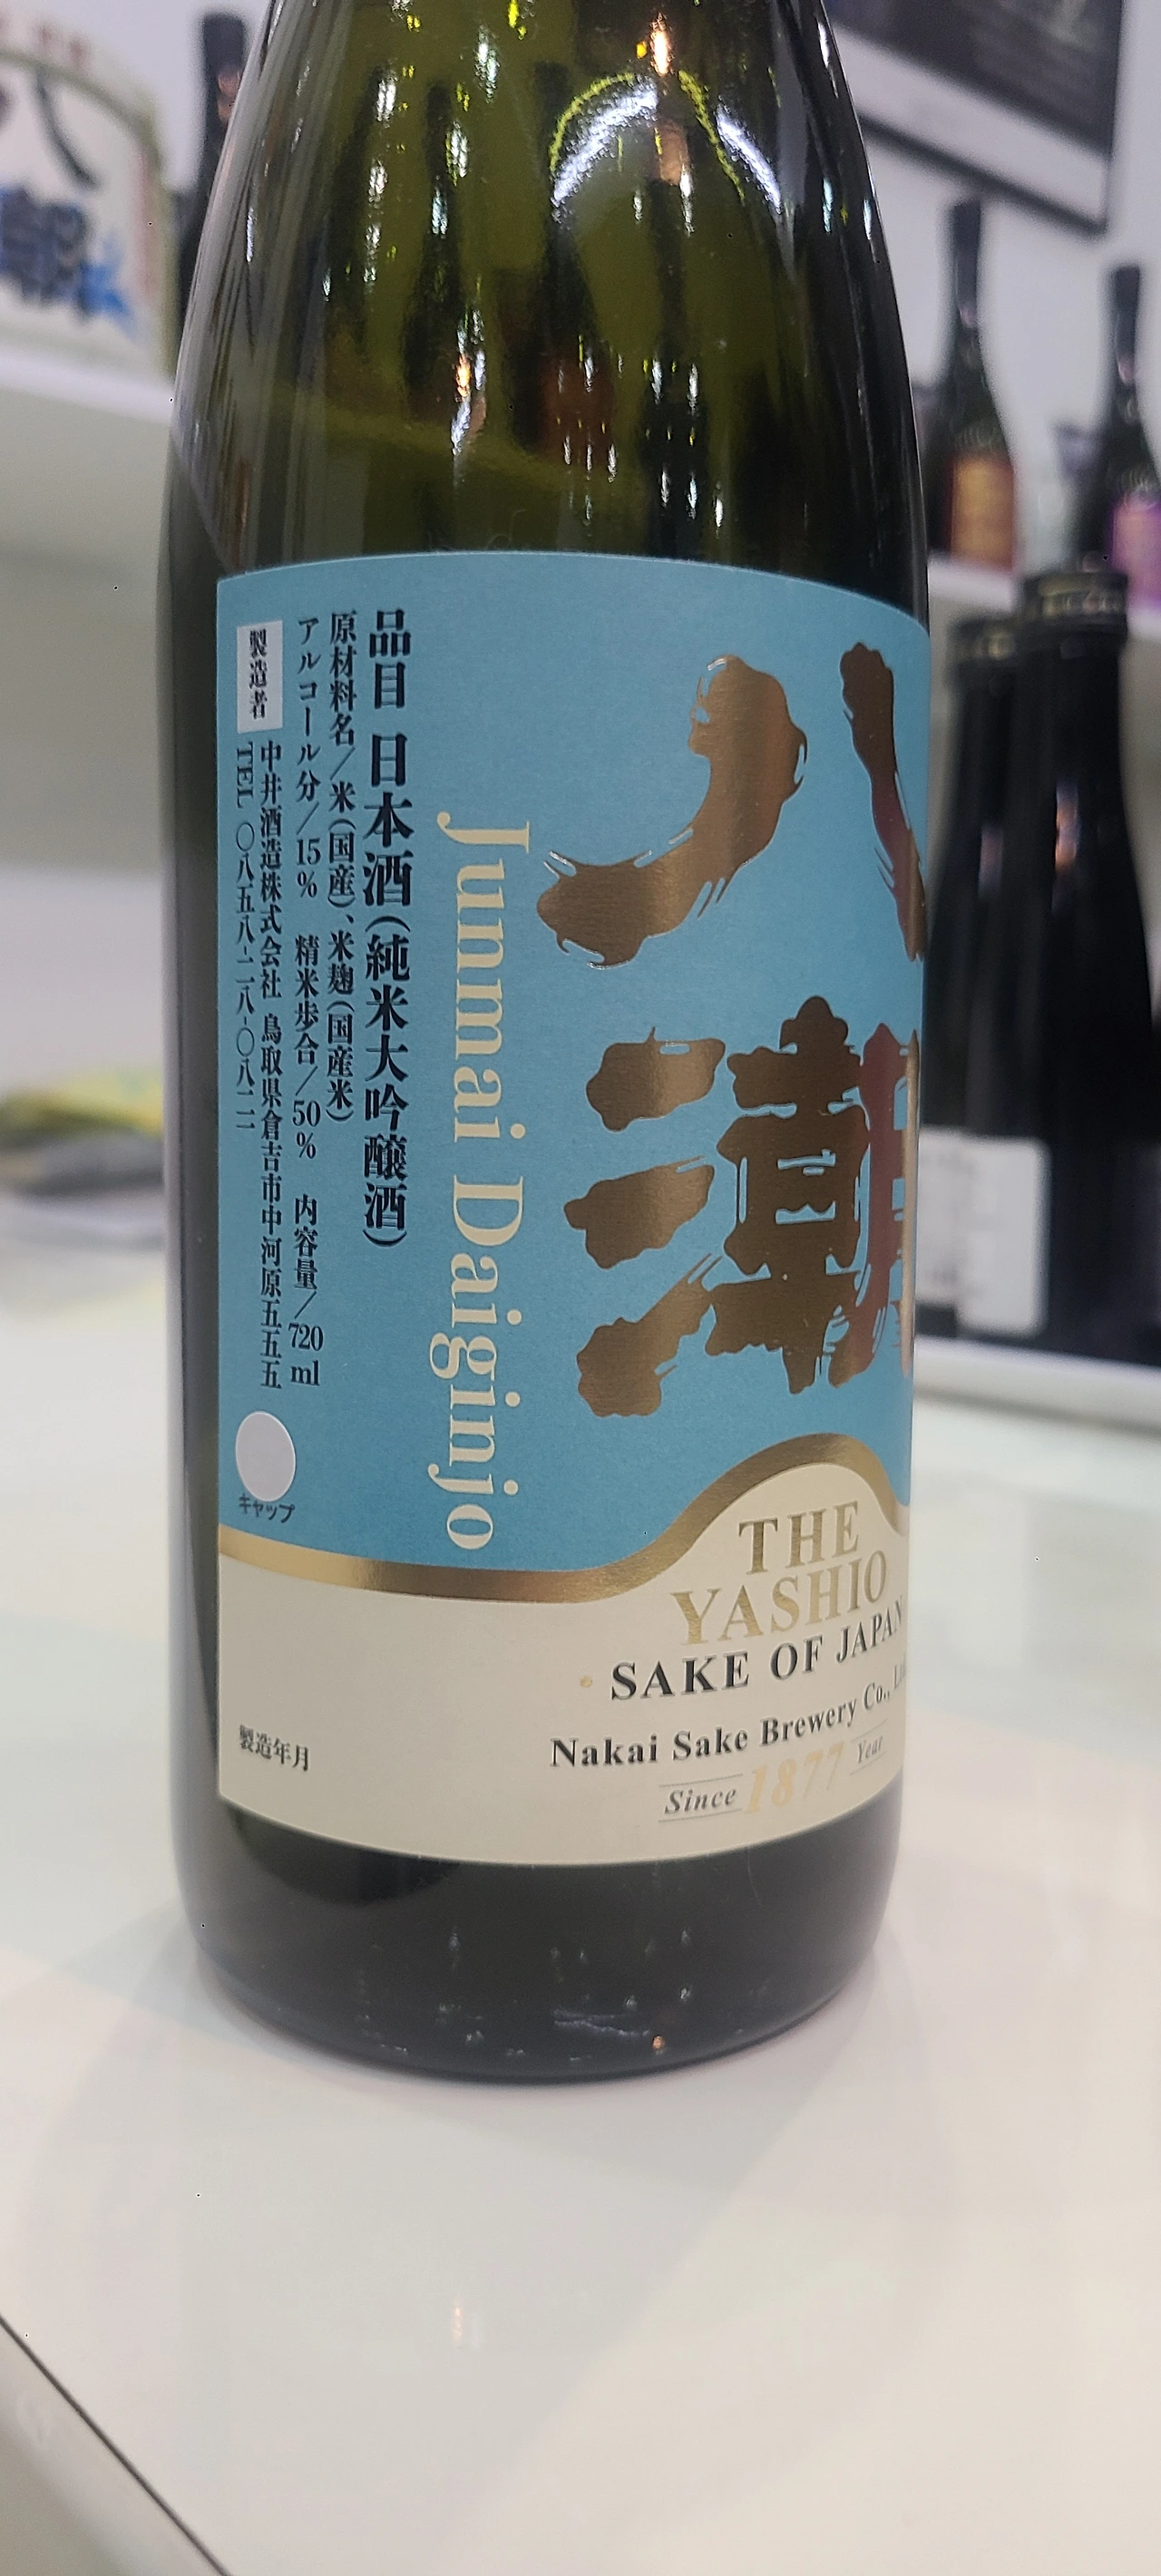 八潮
Junmai Daiginjo
品目 日本酒(純米大吟醸酒)
原材料名/米(国産)、米麹(国産米)
アルコール分/15% 精米歩合/50% 内容量/720ml
製造者 中井酒造株式会社 鳥取県倉吉市中河原五五五
TEL 〇八五八-二八-〇八二一
キャップ
THE
YASHIO
SAKE OF JAPAN
Nakai Sake Brewery Co.,
Since 1877 Year
製造年月